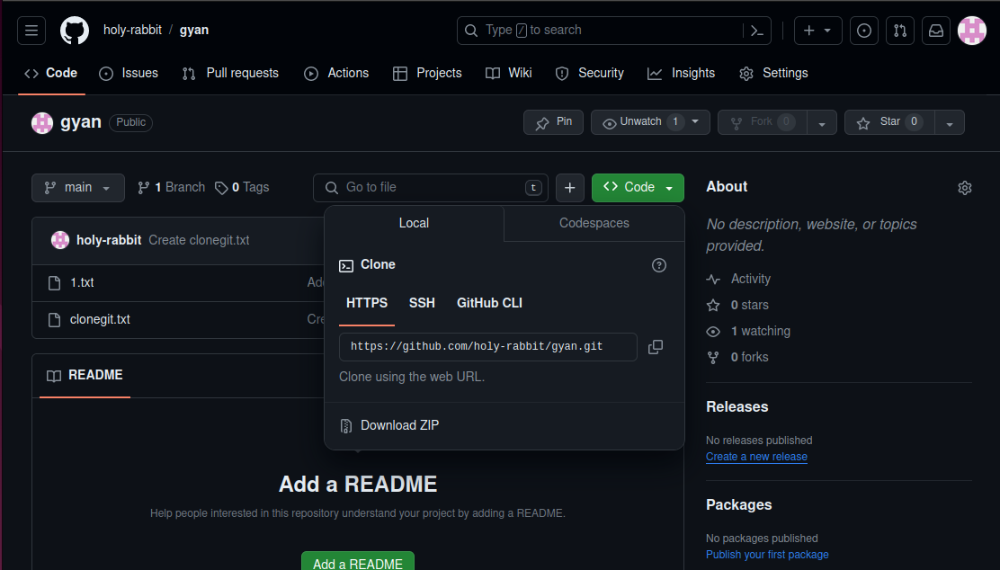 holy-rabbit / gyan
Type / to search
Code Issues Pull requests Actions Projects Wiki Security Insights Settings
gyan Public
Pin Unwatch 1 Fork 0 Star 0
main 1 Branch 0 Tags Go to file t Code
holy-rabbit Create clonegit.txt
1.txt
clonegit.txt
README
Local Codespaces
Clone
HTTPS SSH GitHub CLI
https://github.com/holy-rabbit/gyan.git
Clone using the web URL.
Download ZIP
Add a README
Help people interested in this repository understand your project by adding a README.
Add a README
About
No description, website, or topics
provided.
Activity
0 stars
1 watching
0 forks
Releases
No releases published
Create a new release
Packages
No packages published
Publish your first package